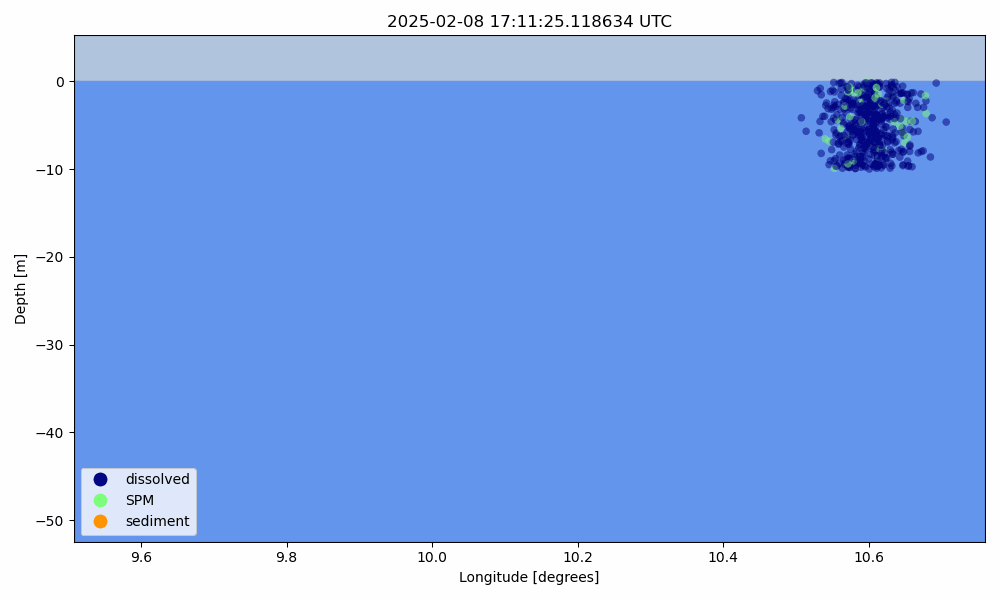 2025-02-08 17:11:25.118634 UTC
0
−10
−20
−30
−40
−50
Depth [m]
dissolved
SPM
sediment
9.6 9.8 10.0 10.2 10.4 10.6
Longitude [degrees]